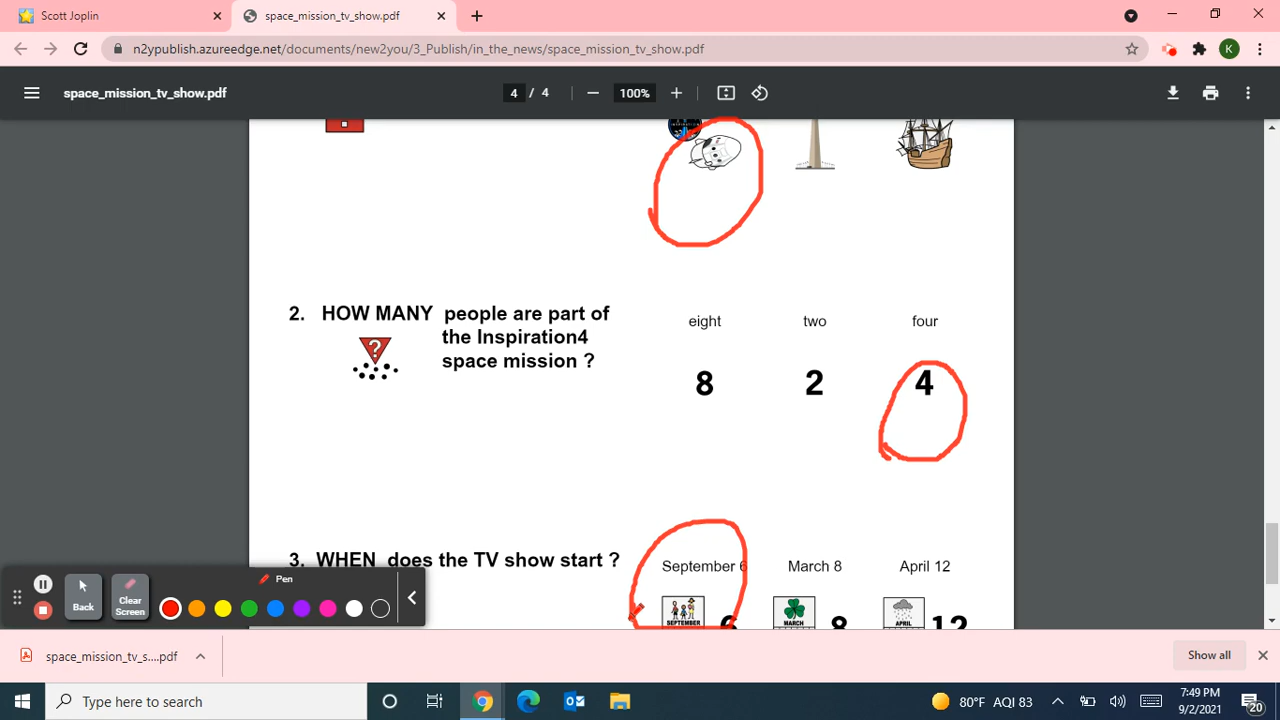 Scott Joplin
space_mission_tv_show.pdf
n2ypublish.azureedge.net/documents/new2you/3_Publish/in_the_news/space_mission_tv_show.pdf
K
space_mission_tv_show.pdf
4 / 4
100%
2. HOW MANY people are part of
the Inspiration4
space mission ?
eight two four
?
8 2 4
3. WHEN does the TV show start ?
September 6 March 8 April 12
SEPTEMBER 6 MARCH 8 APRIL 12
Pen
Back
Clear
Screen
space_mission_tv_s....pdf
Show all
Type here to search
80°F AQI 83
7:49 PM
9/2/2021
20